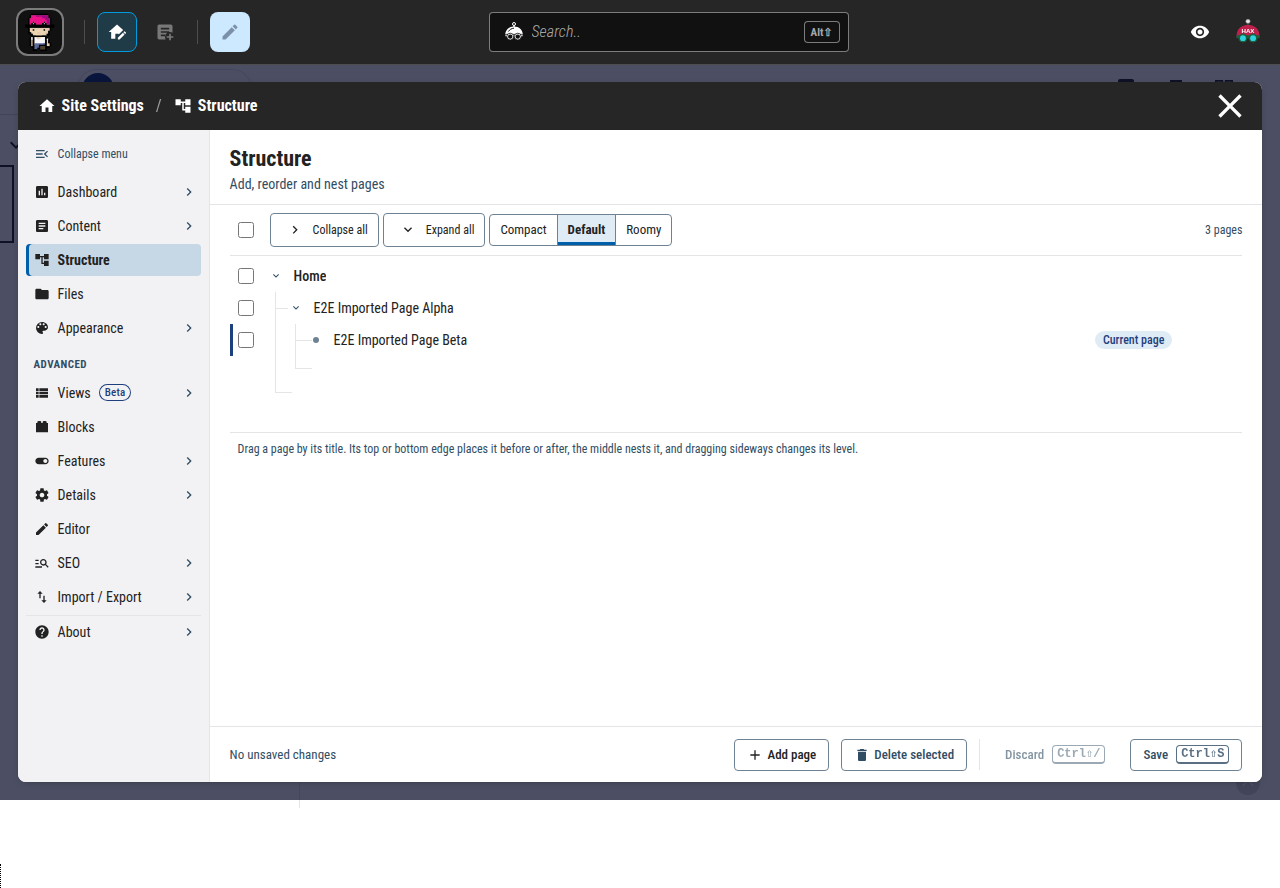 Search..
Alt⇧
HAX
Site Settings / Structure
Collapse menu
Dashboard
Content
Structure
Files
Appearance
ADVANCED
Views Beta
Blocks
Features
Details
Editor
SEO
Import / Export
About
Structure
Add, reorder and nest pages
Collapse all
Expand all
Compact
Default
Roomy
3 pages
Home
E2E Imported Page Alpha
E2E Imported Page Beta
Current page
Drag a page by its title. Its top or bottom edge places it before or after, the middle nests it, and dragging sideways changes its level.
No unsaved changes
Add page
Delete selected
Discard Ctrl⇧/
Save Ctrl⇧S